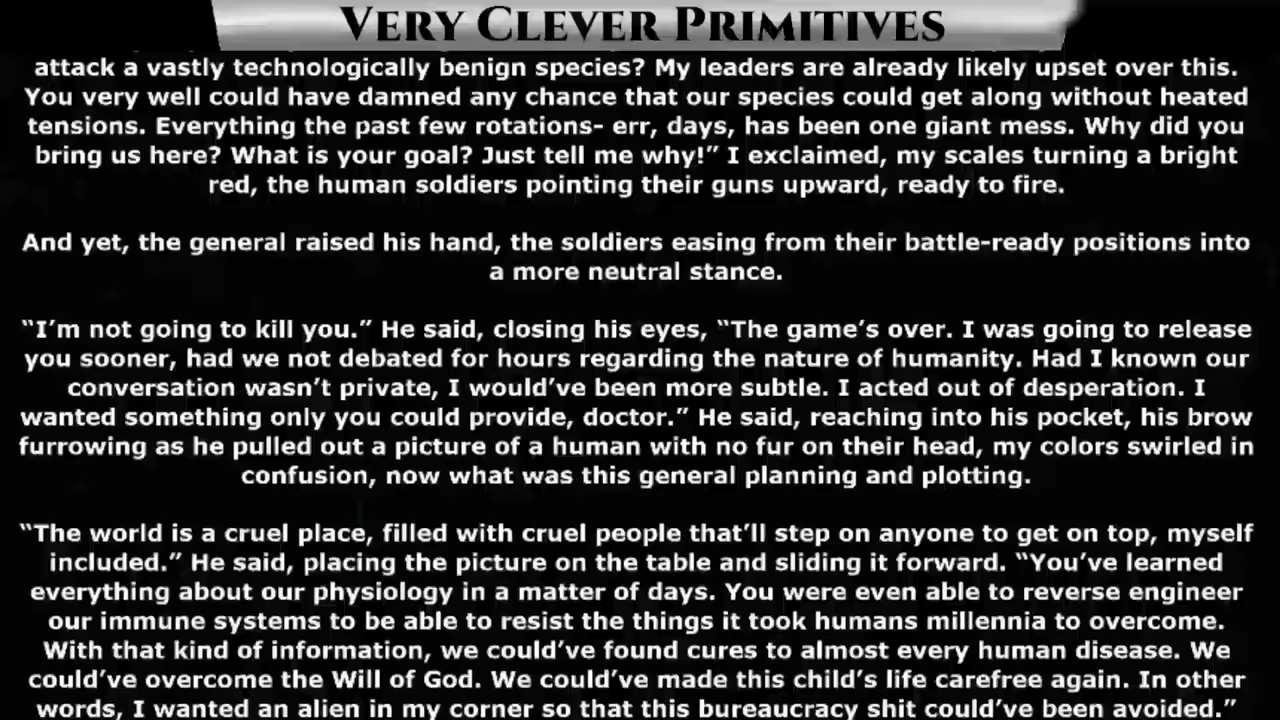 VERY CLEVER PRIMITIVES
attack a vastly technologically benign species? My leaders are already likely upset over this.
You very well could have damned any chance that our species could get along without heated
tensions. Everything the past few rotations- err, days, has been one giant mess. Why did you
bring us here? What is your goal? Just tell me why!” I exclaimed, my scales turning a bright
red, the human soldiers pointing their guns upward, ready to fire.
And yet, the general raised his hand, the soldiers easing from their battle-ready positions into
a more neutral stance.
“I’m not going to kill you.” He said, closing his eyes, “The game’s over. I was going to release
you sooner, had we not debated for hours regarding the nature of humanity. Had I known our
conversation wasn’t private, I would’ve been more subtle. I acted out of desperation. I
wanted something only you could provide, doctor.” He said, reaching into his pocket, his brow
furrowing as he pulled out a picture of a human with no fur on their head, my colors swirled in
confusion, now what was this general planning and plotting.
“The world is a cruel place, filled with cruel people that’ll step on anyone to get on top, myself
included.” He said, placing the picture on the table and sliding it forward. “You’ve learned
everything about our physiology in a matter of days. You were even able to reverse engineer
our immune systems to be able to resist the things it took humans millennia to overcome.
With that kind of information, we could’ve found cures to almost every human disease. We
could’ve overcome the Will of God. We could’ve made this child’s life carefree again. In other
words, I wanted an alien in my corner so that this bureaucracy shit could’ve been avoided.”